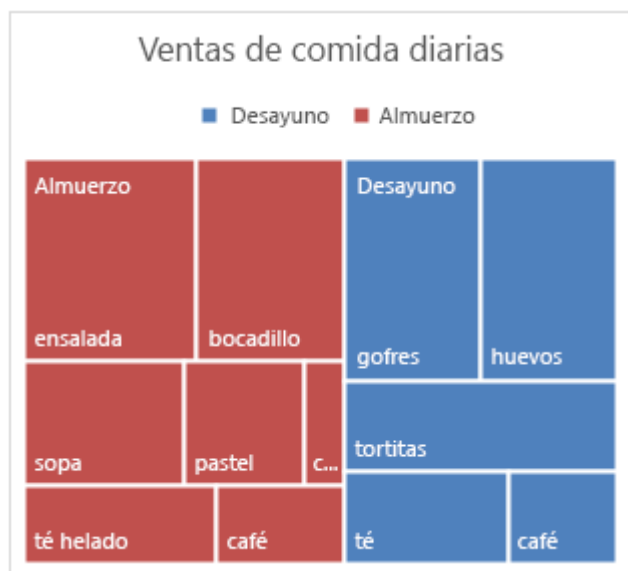 Ventas de comida diarias
Desayuno Almuerzo
Almuerzo
ensalada
bocadillo
Desayuno
gofres
huevos
sopa
pastel
c...
tortitas
té helado
café
té
café